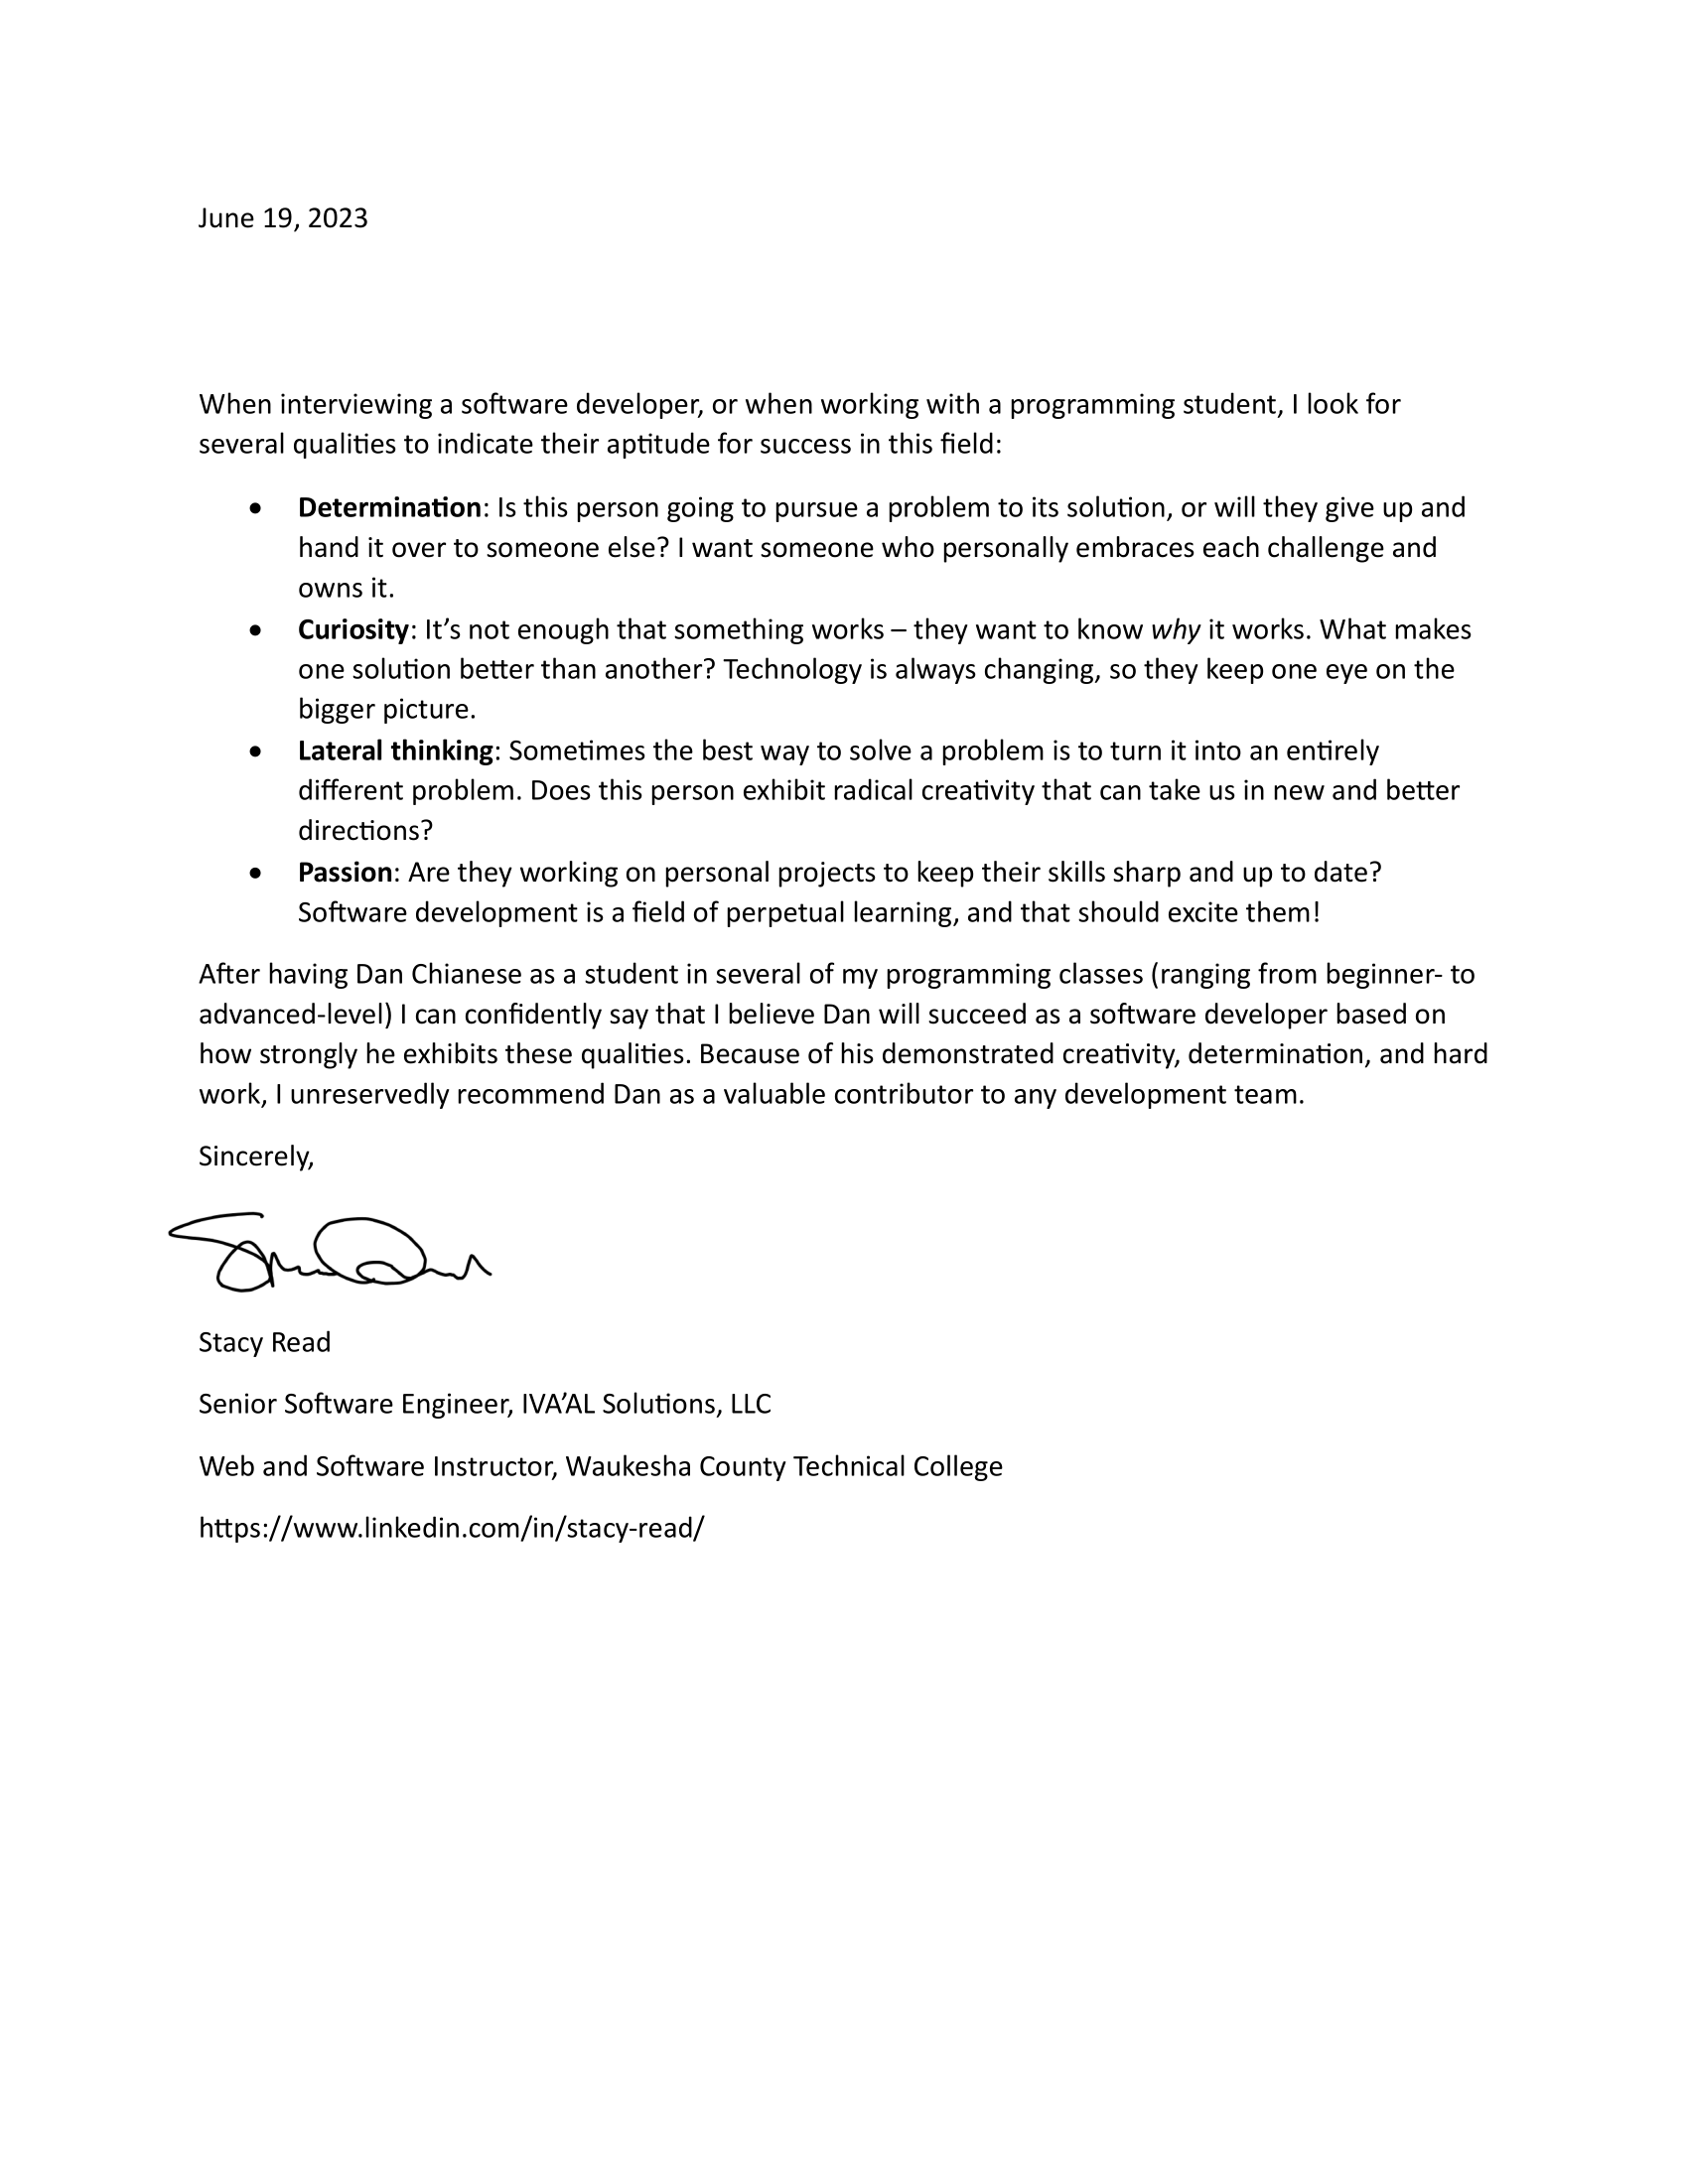 June 19, 2023
When interviewing a software developer, or when working with a programming student, I look for
several qualities to indicate their aptitude for success in this field:
• Determination: Is this person going to pursue a problem to its solution, or will they give up and
hand it over to someone else? I want someone who personally embraces each challenge and
owns it.
• Curiosity: It’s not enough that something works – they want to know why it works. What makes
one solution better than another? Technology is always changing, so they keep one eye on the
bigger picture.
• Lateral thinking: Sometimes the best way to solve a problem is to turn it into an entirely
different problem. Does this person exhibit radical creativity that can take us in new and better
directions?
• Passion: Are they working on personal projects to keep their skills sharp and up to date?
Software development is a field of perpetual learning, and that should excite them!
After having Dan Chianese as a student in several of my programming classes (ranging from beginner- to
advanced-level) I can confidently say that I believe Dan will succeed as a software developer based on
how strongly he exhibits these qualities. Because of his demonstrated creativity, determination, and hard
work, I unreservedly recommend Dan as a valuable contributor to any development team.
Sincerely,
Stacy Read
Senior Software Engineer, IVA’AL Solutions, LLC
Web and Software Instructor, Waukesha County Technical College
https://www.linkedin.com/in/stacy-read/